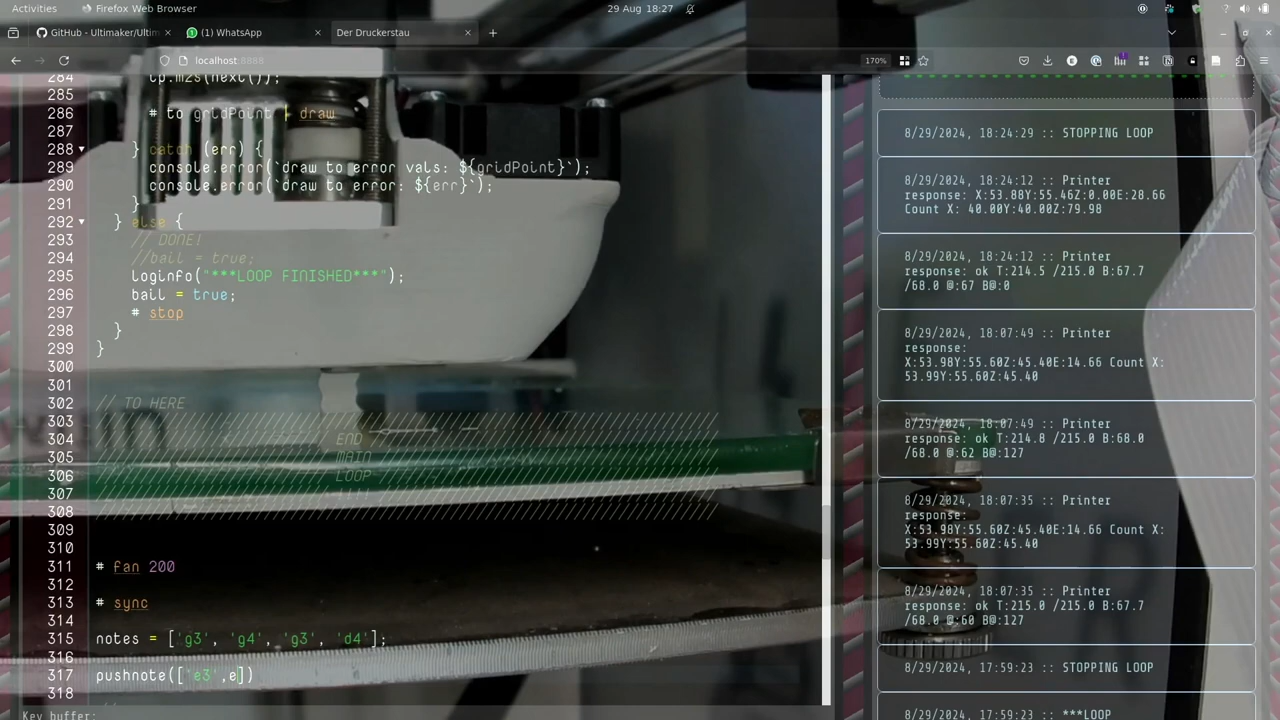 Activities
Firefox Web Browser
29 Aug 18:27
GitHub - Ultimaker/Ultim
(1) WhatsApp
Der Druckerstau
localhost:8888
170%
284
285
286 # to gridPoint | draw
287
288 } catch (err) {
289 console.error(`draw to error vals: ${gridPoint}`);
290 console.error(`draw to error: ${err}`);
291 }
292 } else {
293 // DONE!
294 //bail = true;
295 loginfo("***LOOP FINISHED***");
296 bail = true;
297 # stop
298 }
299 }
300
301
302 // TO HERE
303
304 END
305 MAIN
306 LOOP
307
308
309
310
311 # fan 200
312
313 # sync
314
315 notes = ['g3', 'g4', 'g3', 'd4'];
316
317 pushnote(['e3',e])
318
Key buffer:
8/29/2024, 18:24:29 :: STOPPING LOOP
8/29/2024, 18:24:12 :: Printer
response: X:53.88Y:55.46Z:0.00E:28.66
Count X: 40.00Y:40.00Z:79.98
8/29/2024, 18:24:12 :: Printer
response: ok T:214.5 /215.0 B:67.7
/68.0 @:67 B@:0
8/29/2024, 18:07:49 :: Printer
response:
X:53.98Y:55.60Z:45.40E:14.66 Count X:
53.99Y:55.60Z:45.40
8/29/2024, 18:07:49 :: Printer
response: ok T:214.8 /215.0 B:68.0
/68.0 @:62 B@:127
8/29/2024, 18:07:35 :: Printer
response:
X:53.98Y:55.60Z:45.40E:14.66 Count X:
53.99Y:55.60Z:45.40
8/29/2024, 18:07:35 :: Printer
response: ok T:215.0 /215.0 B:67.7
/68.0 @:60 B@:127
8/29/2024, 17:59:23 :: STOPPING LOOP
8/29/2024, 17:59:23 :: ***LOOP